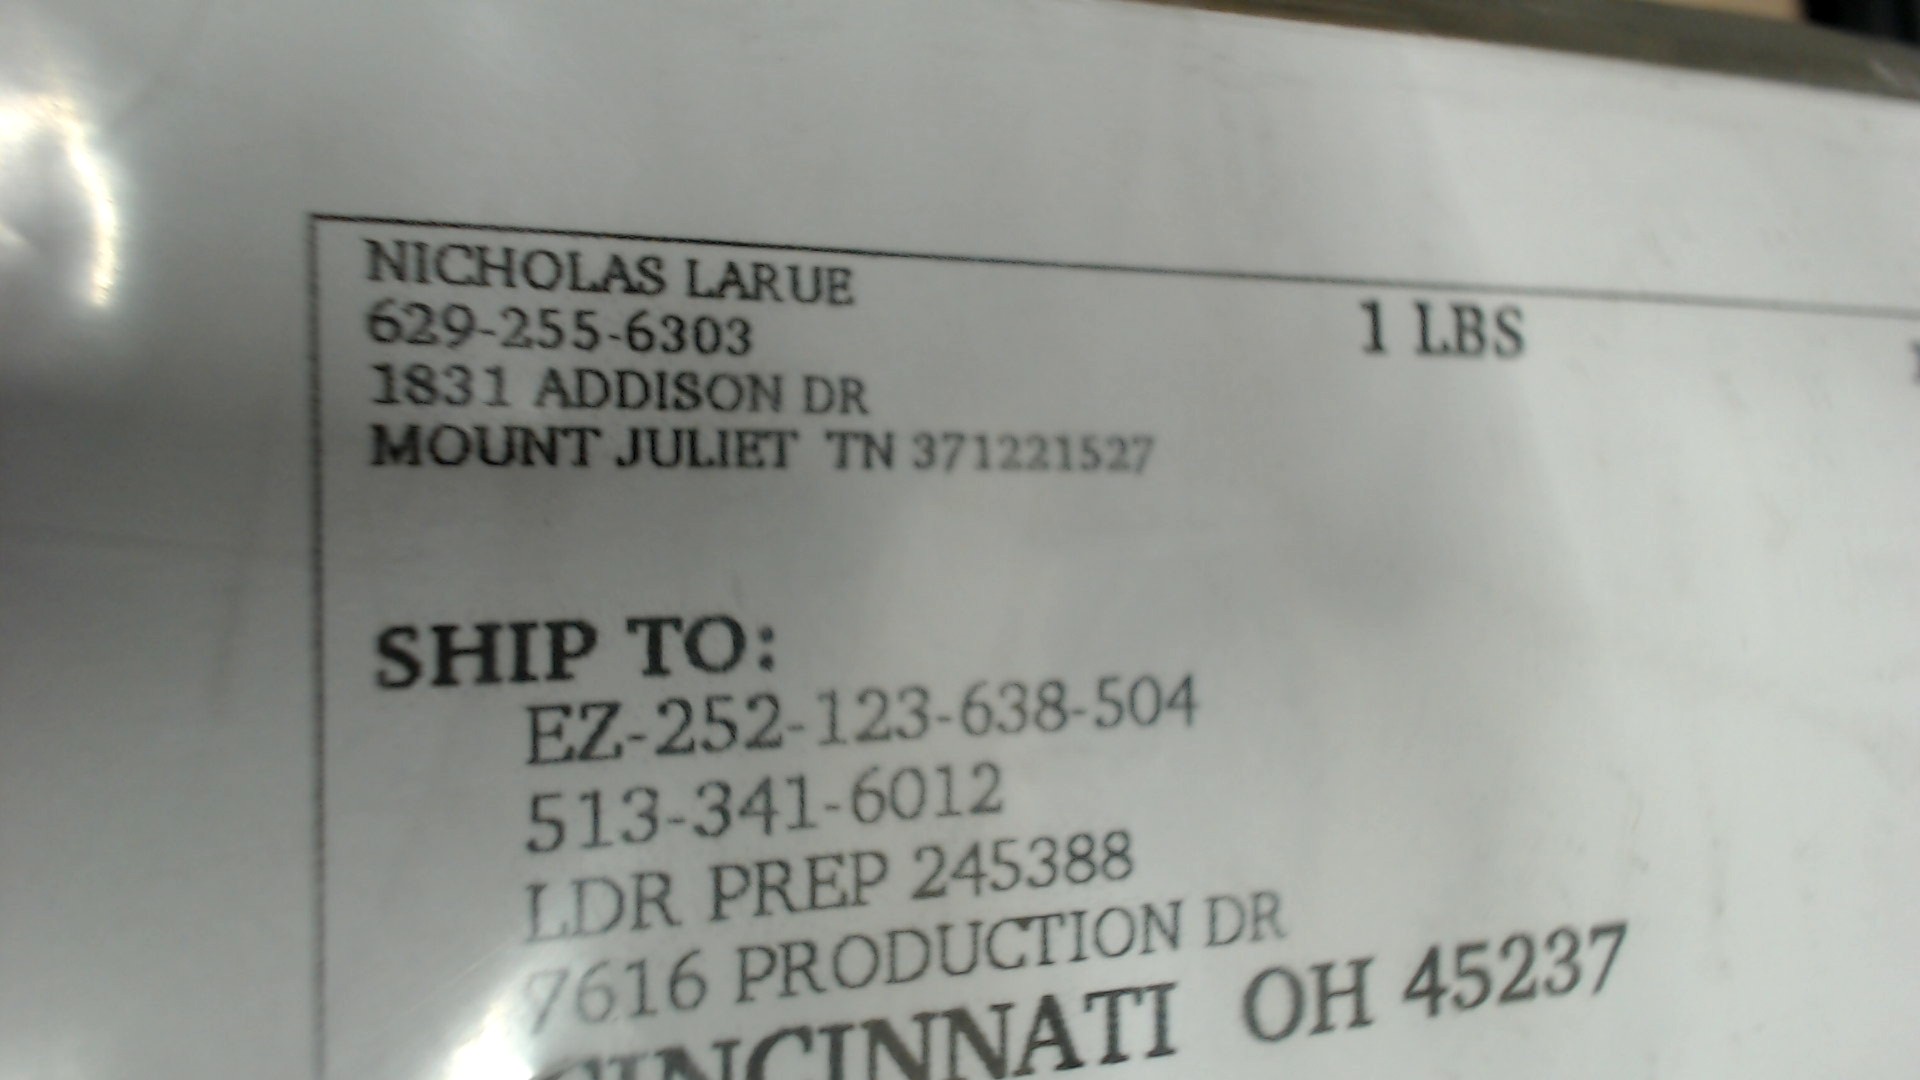 NICHOLAS LARUE
629-255-6303
1 LBS
1831 ADDISON DR
MOUNT JULIET TN 371221527
SHIP TO:
EZ-252-123-638-504
513-341-6012
LDR PREP 245388
7616 PRODUCTION DR
CINCINNATI OH 45237